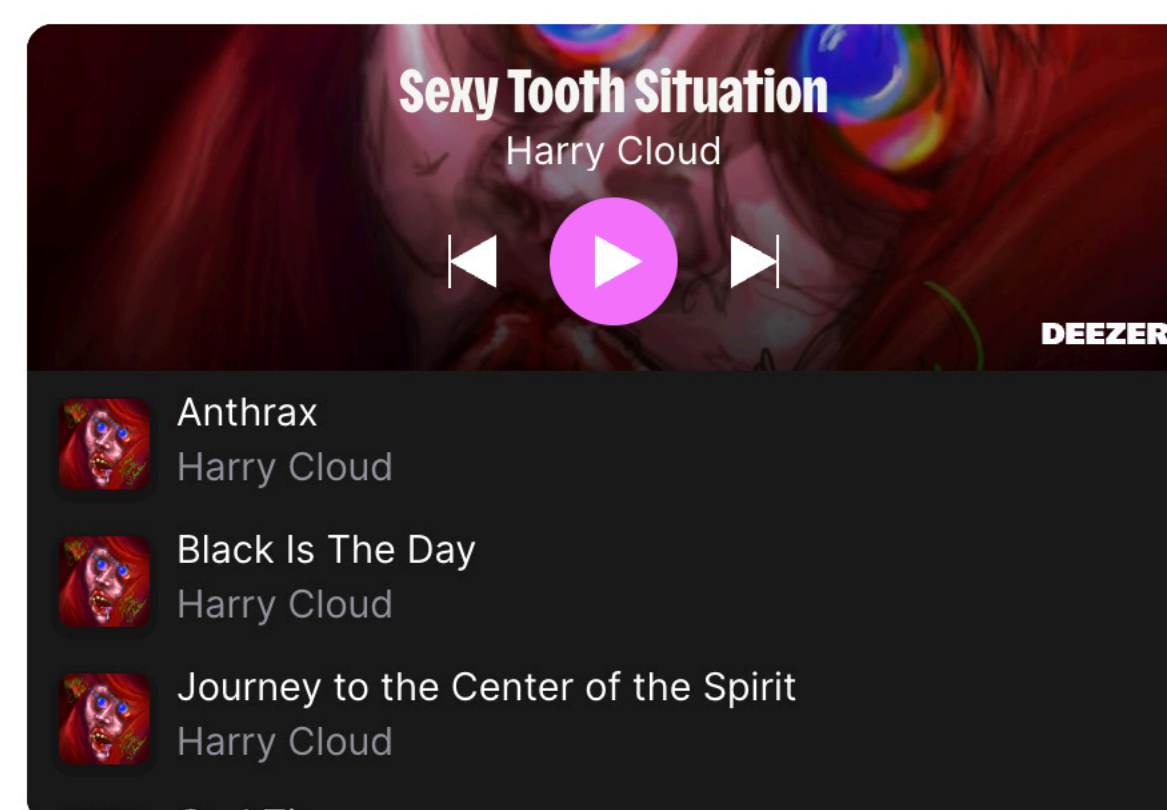 Sexy Tooth Situation
Harry Cloud
DEEZER
Anthrax
Harry Cloud
Black Is The Day
Harry Cloud
Journey to the Center of the Spirit
Harry Cloud